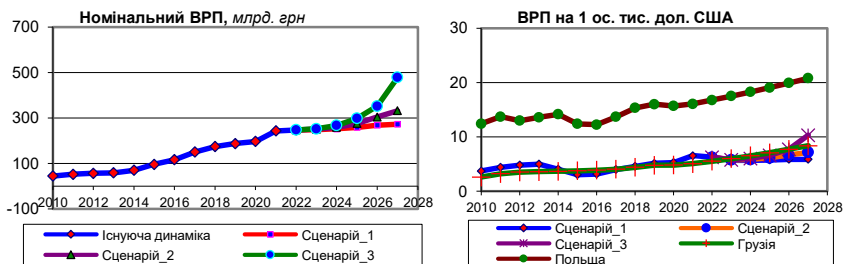 Номінальний ВРП, млрд. грн
700
500
300
100
-100
2010 2012 2014 2016 2018 2020 2022 2024 2026 2028
Існуюча динаміка Сценарій_1
Сценарій_2 Сценарій_3
ВРП на 1 ос. тис. дол. США
30
20
10
0
2010 2012 2014 2016 2018 2020 2022 2024 2026 2028
Сценарій_1 Сценарій_2
Сценарій_3 Грузія
Польща